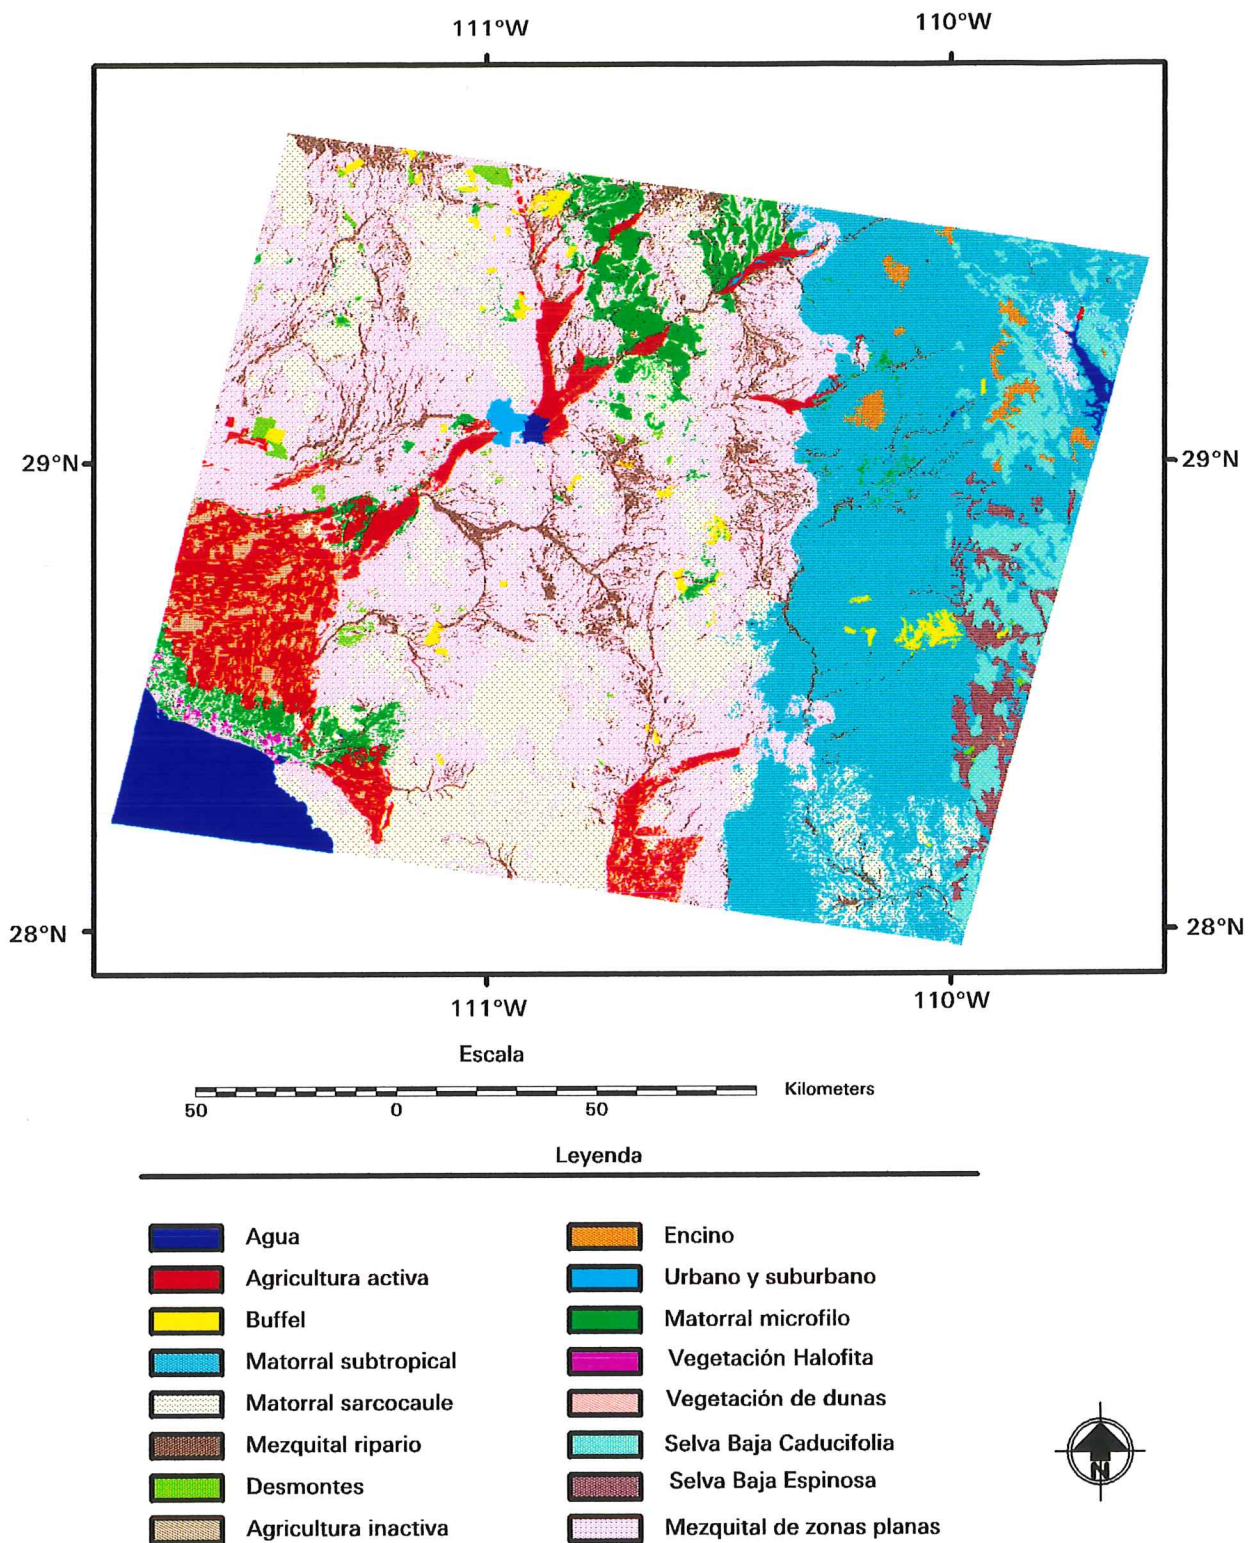 111°W 110°W
29°N 29°N
28°N 28°N
111°W 110°W
Escala
50 0 50 Kilometers
Leyenda
Agua
Agricultura activa
Buffel
Matorral subtropical
Matorral sarcocaule
Mezquital ripario
Desmontes
Agricultura inactiva
Encino
Urbano y suburbano
Matorral microfilo
Vegetación Halofita
Vegetación de dunas
Selva Baja Caducifolia
Selva Baja Espinosa
Mezquital de zonas planas
N